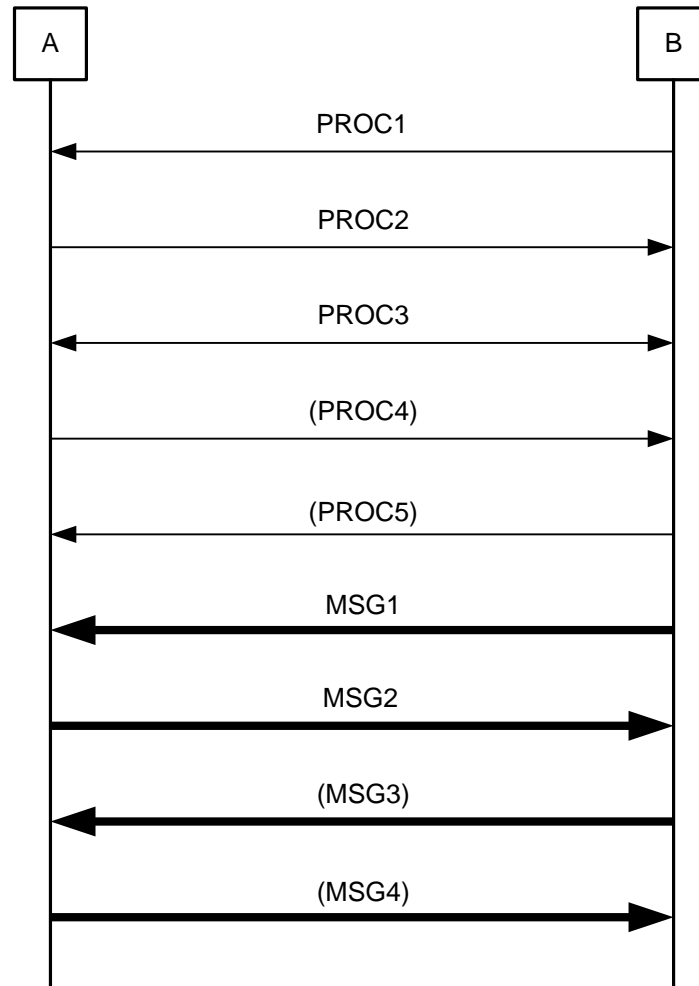 A
B
PROC1
PROC2
PROC3
(PROC4)
(PROC5)
MSG1
MSG2
(MSG3)
(MSG4)